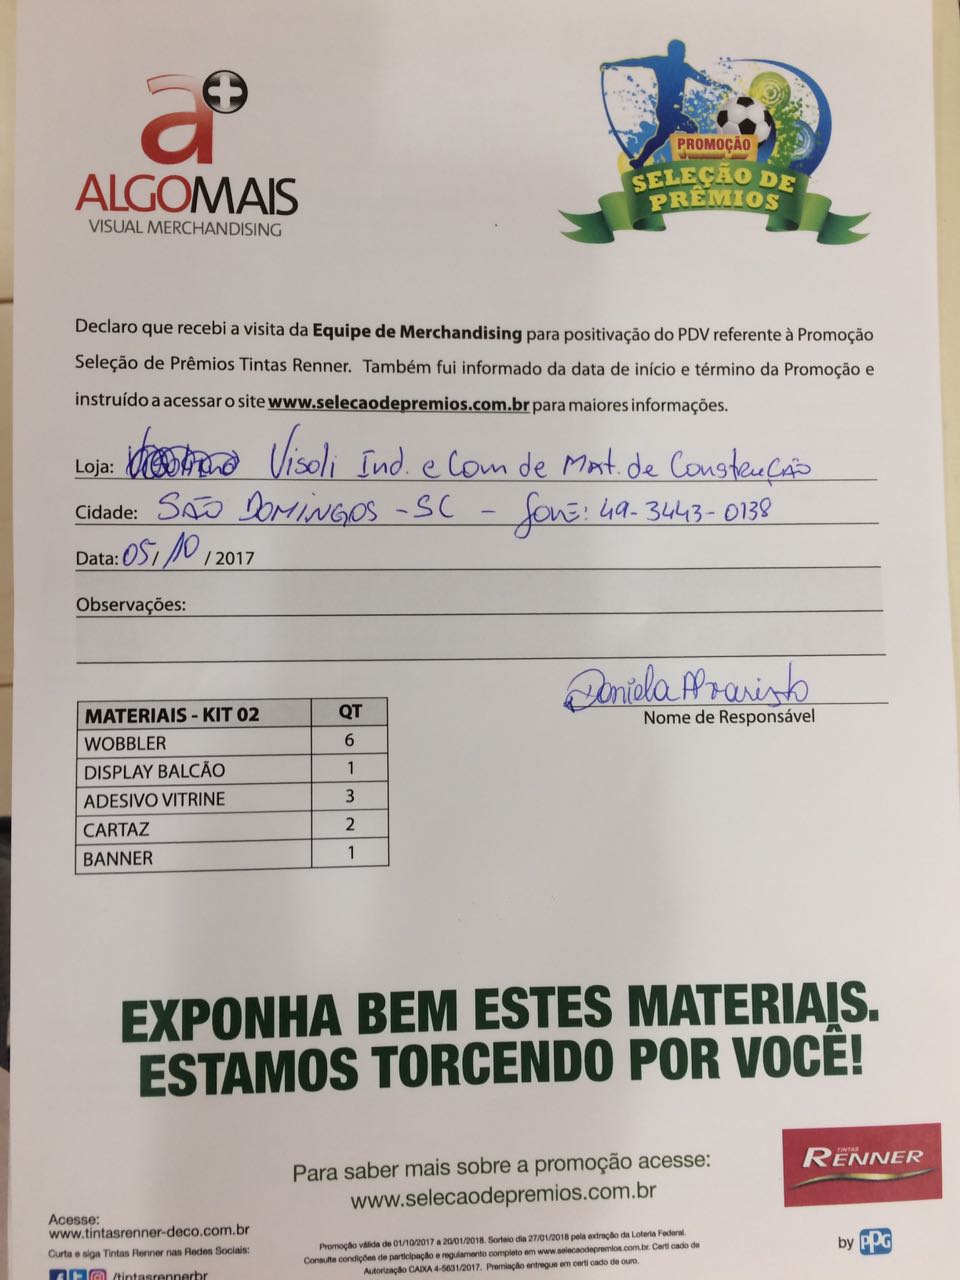 a+
ALGOMAIS
VISUAL MERCHANDISING
PROMOÇÃO
SELEÇÃO DE
PRÊMIOS
Declaro que recebi a visita da Equipe de Merchandising para positivação do PDV referente à Promoção
Seleção de Prêmios Tintas Renner. Também fui informado da data de início e término da Promoção e
instruído a acessar o site www.selecaodepremios.com.br para maiores informações.
Loja: Visoli Ind. e Com de Mat. de Construção
Cidade: SÃO DOMINGOS - SC - fone: 49-3443-0138
Data: 05/10/2017
Observações:
Daniela
Nome de Responsável
MATERIAIS - KIT 02 QT
WOBBLER 6
DISPLAY BALCÃO 1
ADESIVO VITRINE 3
CARTAZ 2
BANNER 1
EXPONHA BEM ESTES MATERIAIS.
ESTAMOS TORCENDO POR VOCÊ!
Para saber mais sobre a promoção acesse:
www.selecaodepremios.com.br
TINTAS
RENNER
Acesse:
www.tintasrenner-deco.com.br
Curta e siga Tintas Renner nas Redes Sociais:
/tintasrennerbr
Promoção válida de 01/10/2017 a 20/01/2018. Sorteio dia 27/01/2018 pela extração da Loteria Federal.
Consulte condições de participação e regulamento completo em www.selecaodepremios.com.br. Certi cado de
Autorização CAIXA 4-5631/2017. Premiação entregue em certi cado de ouro.
by PPG